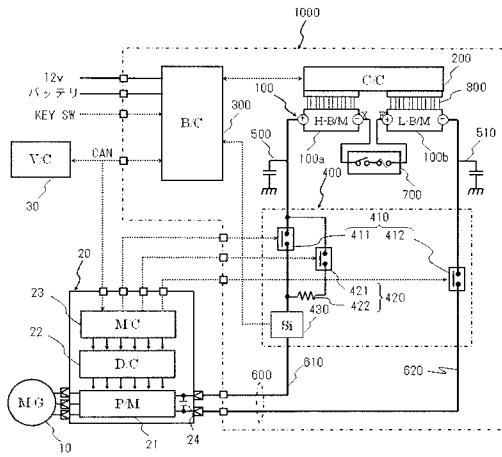 1000
12v
バッテリ
KEY SW
B/C
C/C
200
800
300
100
H-B/M
L-B/M
100a
100b
500
510
700
V/C
CAN
30
400
410
411
412
421
422
420
430
Si
20
23
M/C
22
D/C
P/M
21
24
M/G
10
600
610
620